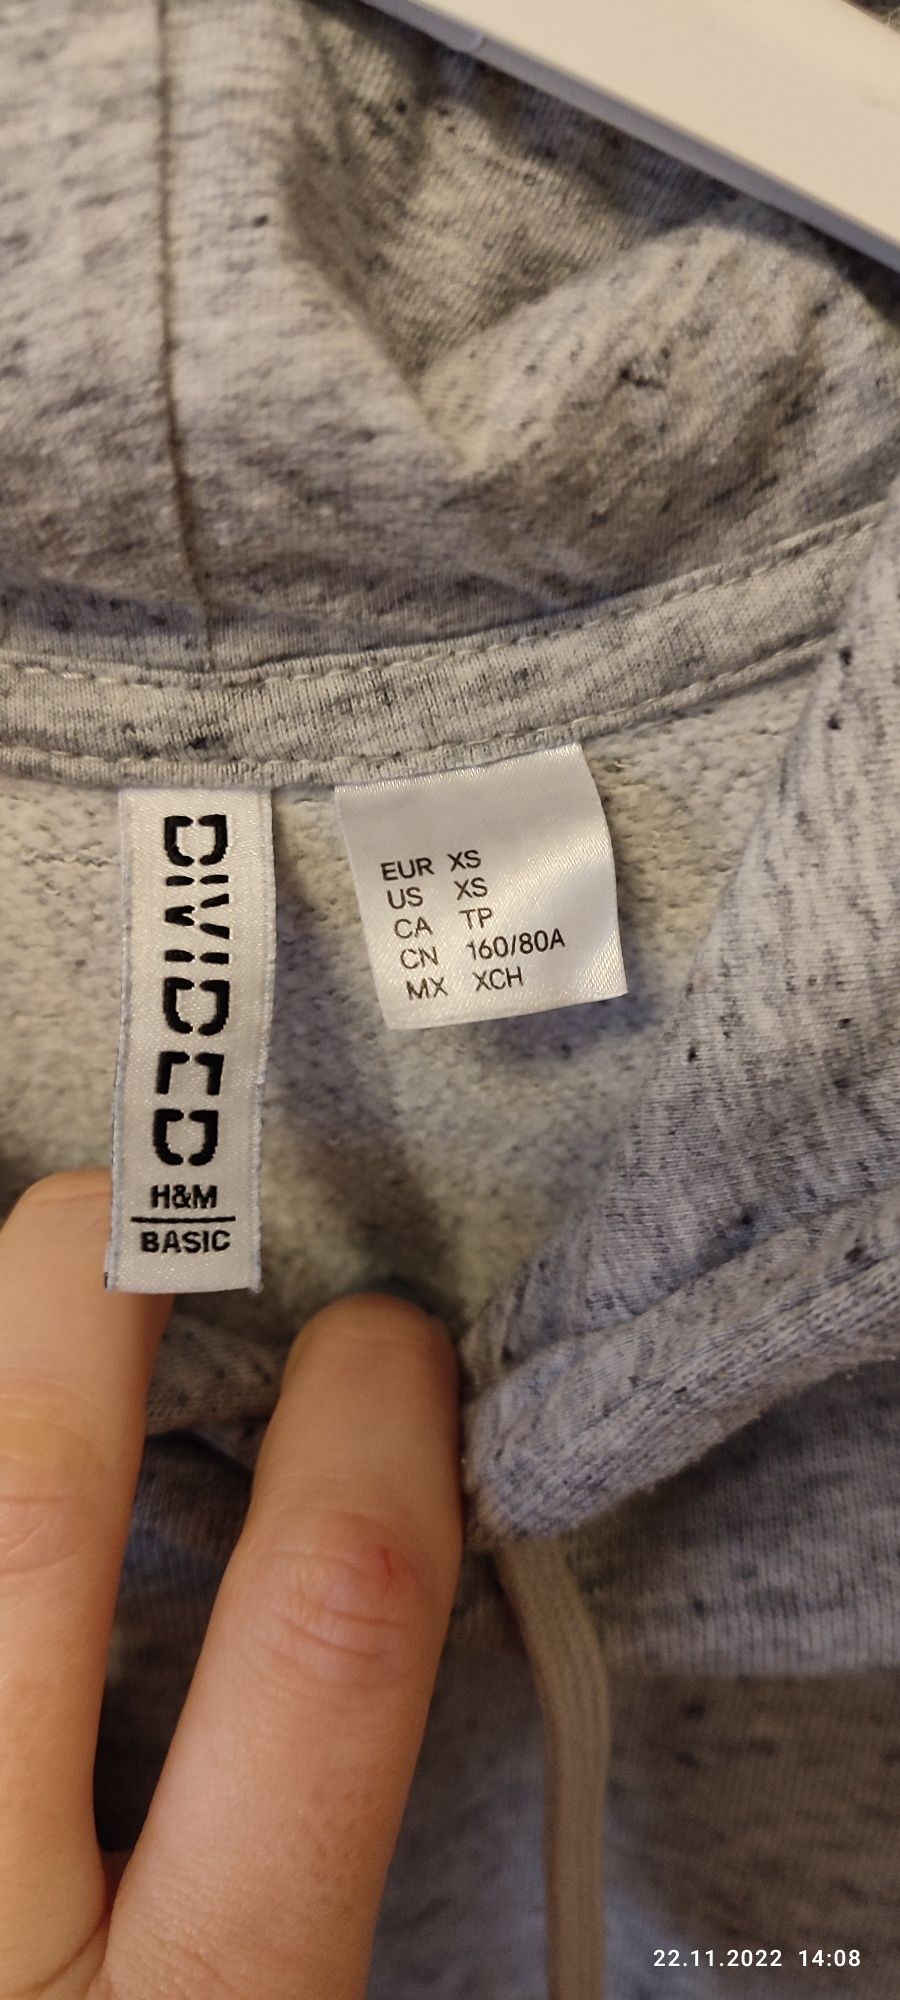 DIVIDED
H&M
BASIC
EUR XS
US XS
CA TP
CN 160/80A
MX XCH
22.11.2022 14:08